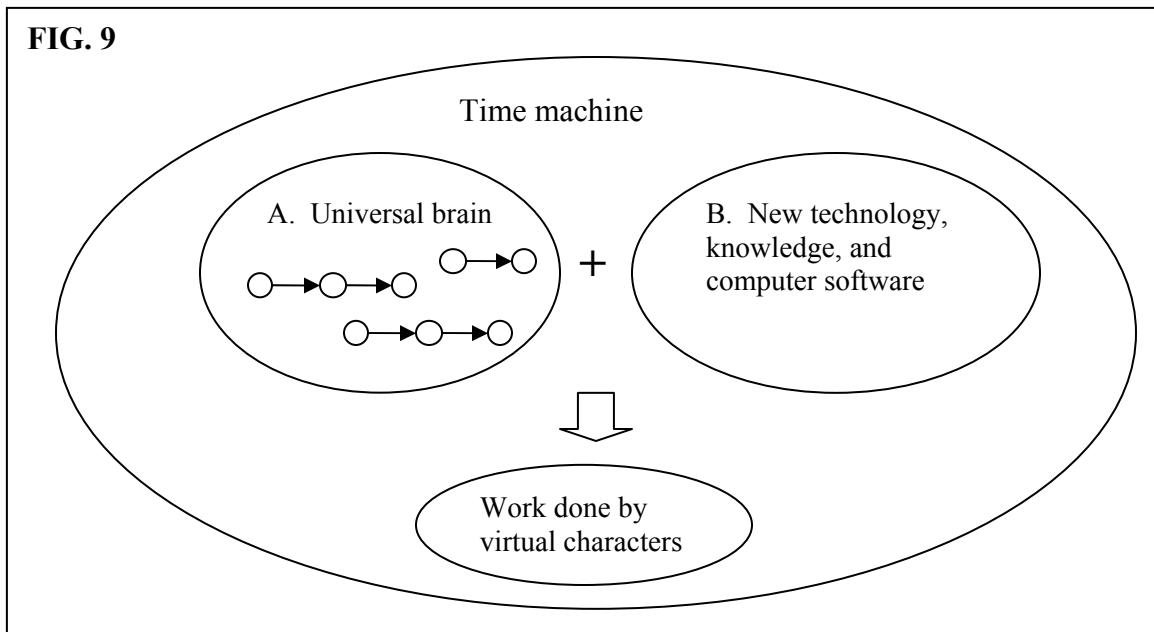 FIG. 9
Time machine
A. Universal brain
+
B. New technology,
knowledge, and
computer software
Work done by
virtual characters